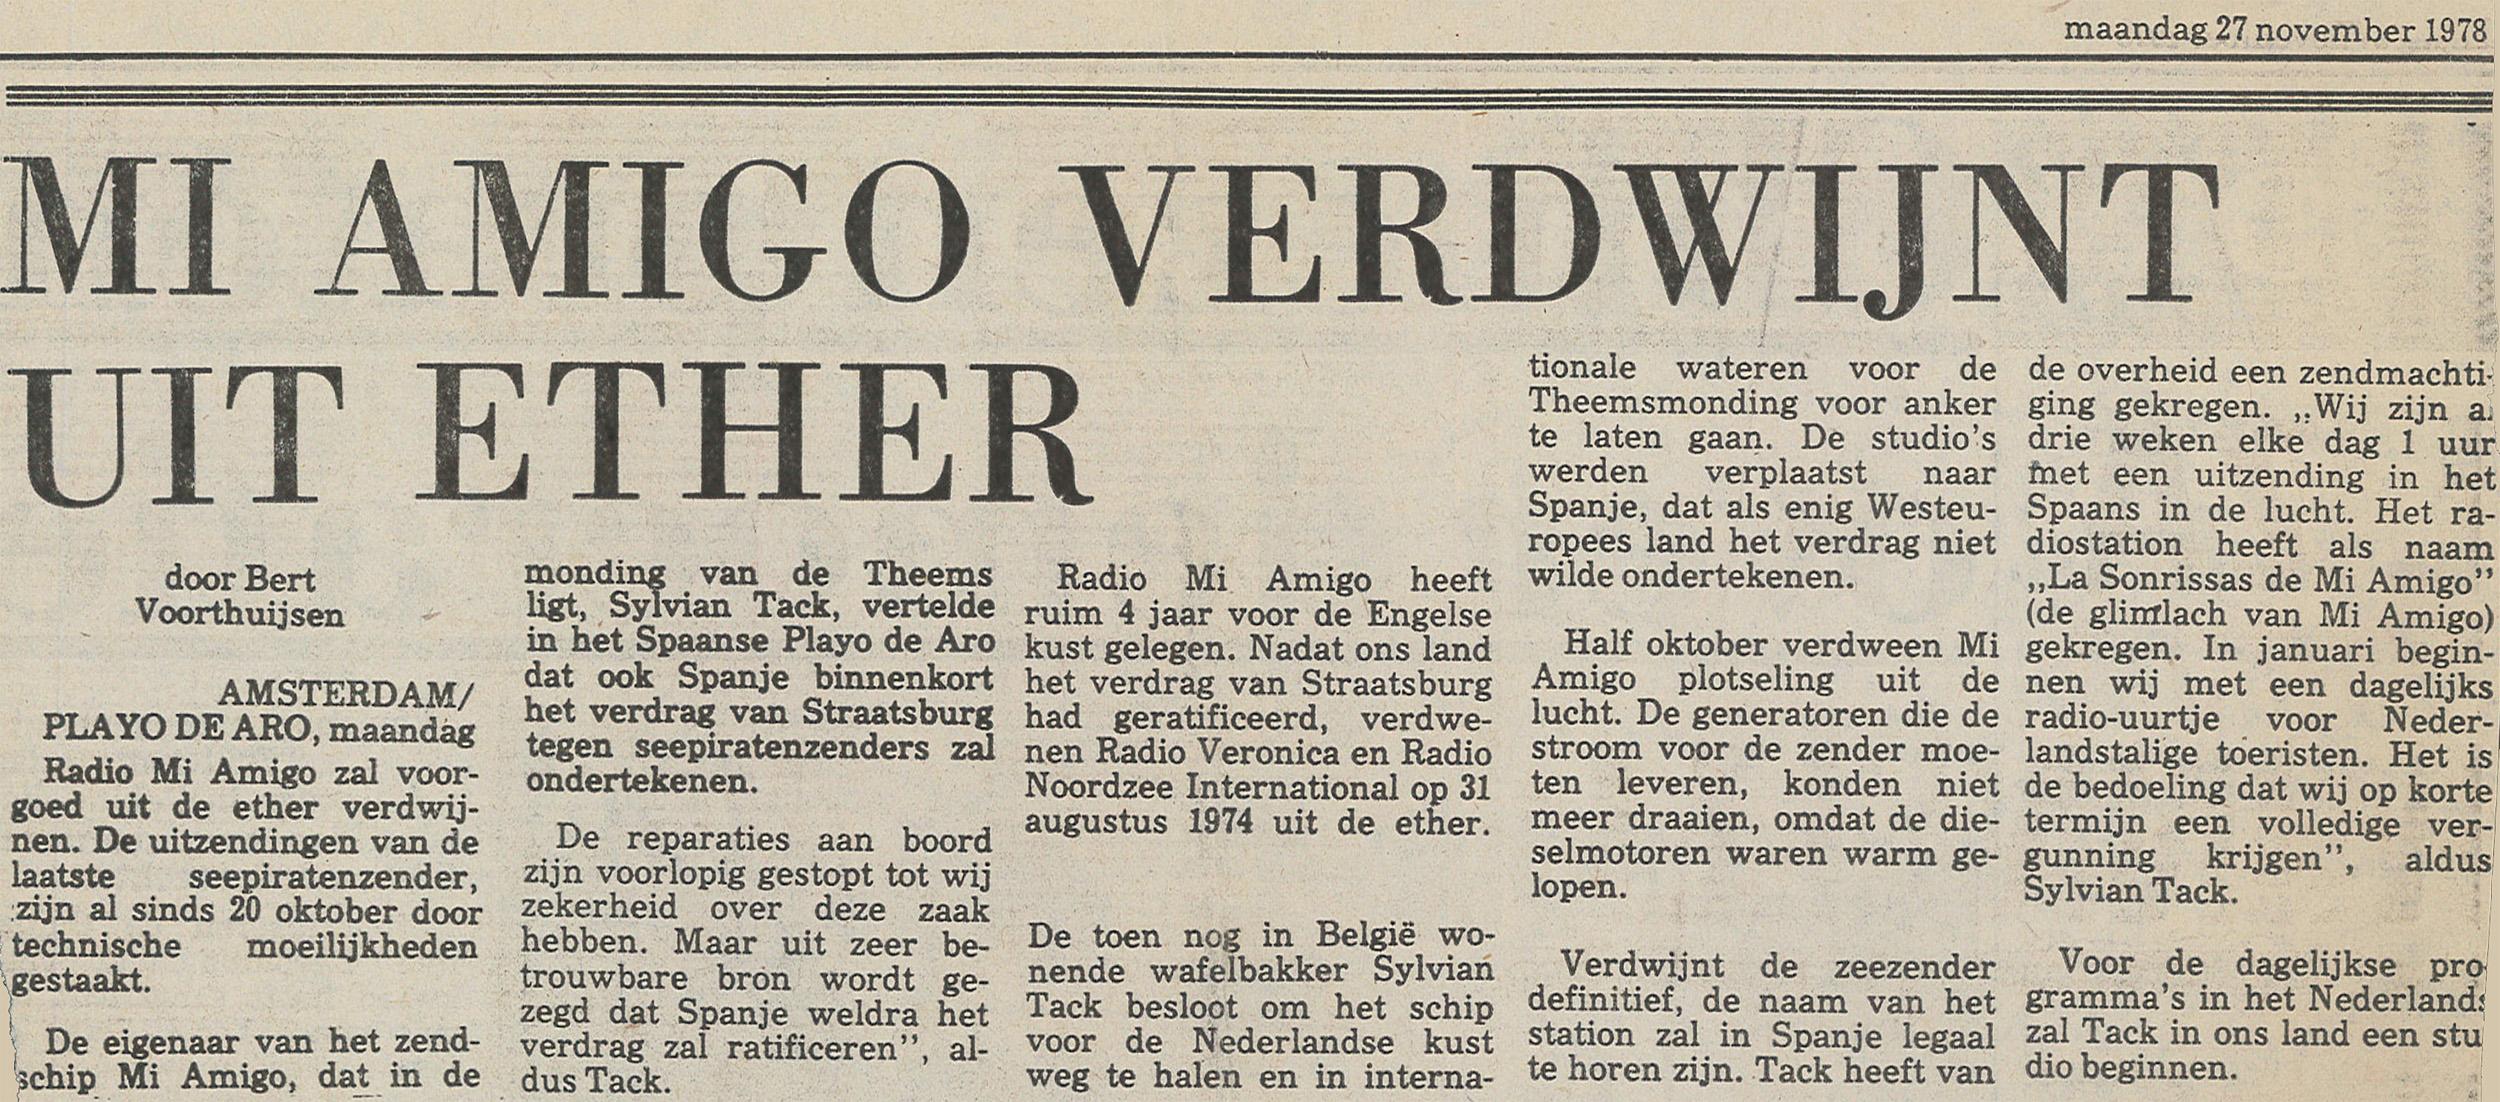 maandag 27 november 1978
MI AMIGO VERDWIJNT
UIT ETHER
door Bert
Voorthuijsen
AMSTERDAM/
PLAYO DE ARO, maandag
Radio Mi Amigo zal voor-
goed uit de ether verdwij-
nen. De uitzendingen van de
laatste seepiratenzender,
zijn al sinds 20 oktober door
technische moeilijkheden
gestaakt.
De eigenaar van het zend-
schip Mi Amigo, dat in de
monding van de Theems
ligt, Sylvian Tack, vertelde
in het Spaanse Playo de Aro
dat ook Spanje binnenkort
het verdrag van Straatsburg
tegen seepiratenzenders zal
ondertekenen.
De reparaties aan boord
zijn voorlopig gestopt tot wij
zekerheid over deze zaak
hebben. Maar uit zeer be-
trouwbare bron wordt ge-
zegd dat Spanje weldra het
verdrag zal ratificeren”, al-
dus Tack.
Radio Mi Amigo heeft
ruim 4 jaar voor de Engelse
kust gelegen. Nadat ons land
het verdrag van Straatsburg
had geratificeerd, verdwe-
nen Radio Veronica en Radio
Noordzee International op 31
augustus 1974 uit de ether.
De toen nog in België wo-
nende wafelbakker Sylvian
Tack besloot om het schip
voor de Nederlandse kust
weg te halen en in interna-
tionale wateren voor de
Theemsmonding voor anker
te laten gaan. De studio's
werden verplaatst naar
Spanje, dat als enig Westeu-
ropees land het verdrag niet
wilde ondertekenen.
Half oktober verdween Mi
Amigo plotseling uit de
lucht. De generatoren die de
stroom voor de zender moe-
ten leveren, konden niet
meer draaien, omdat de die-
selmotoren waren warm ge-
lopen.
Verdwijnt de zeezender
definitief, de naam van het
station zal in Spanje legaal
te horen zijn. Tack heeft van
de overheid een zendmachti-
ging gekregen. „Wij zijn al
drie weken elke dag 1 uur
met een uitzending in het
Spaans in de lucht. Het ra-
diostation heeft als naam
„La Sonrissas de Mi Amigo”
(de glimlach van Mi Amigo)
gekregen. In januari begin-
nen wij met een dagelijks
radio-uurtje voor Neder-
landstalige toeristen. Het is
de bedoeling dat wij op korte
termijn een volledige ver-
gunning krijgen”, aldus
Sylvian Tack.
Voor de dagelijkse pro-
gramma's in het Nederlands
zal Tack in ons land een stu
dio beginnen.